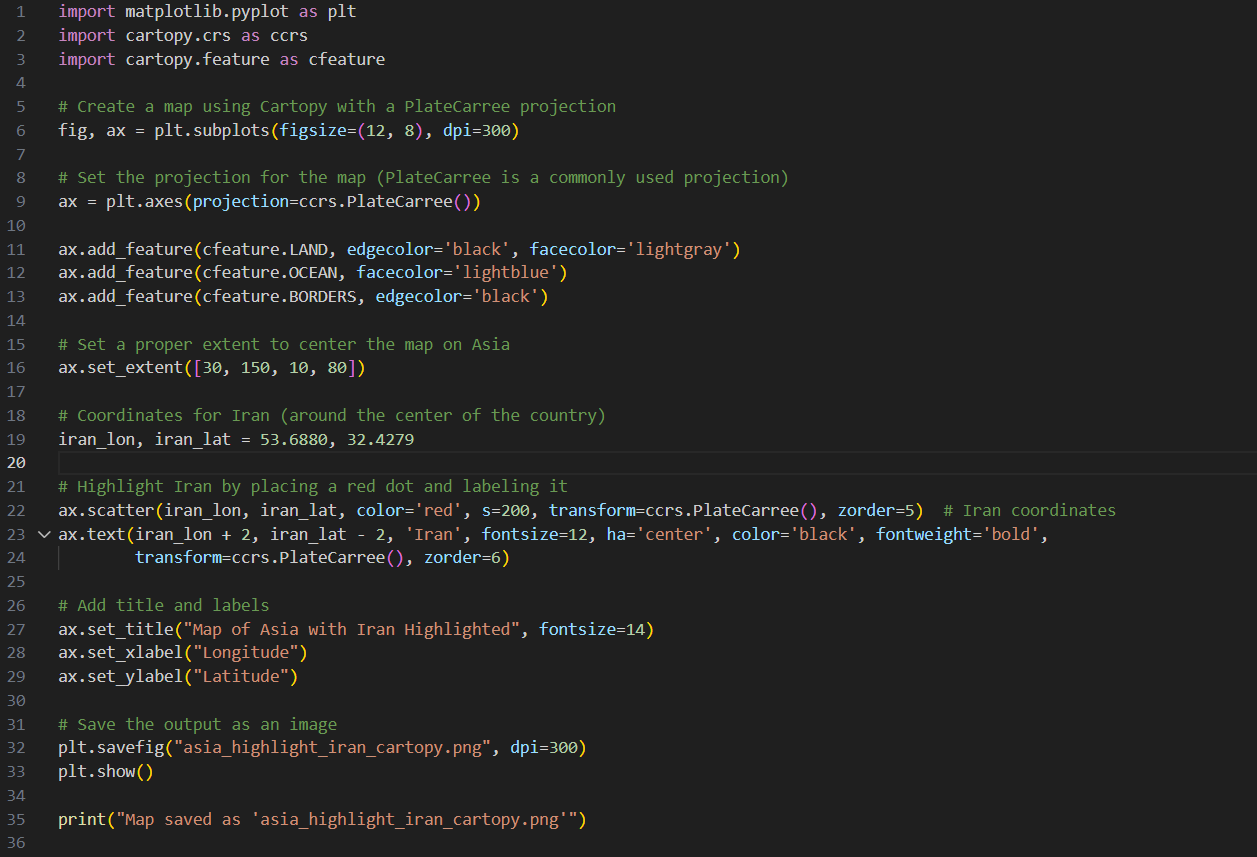 1 import matplotlib.pyplot as plt
2 import cartopy.crs as ccrs
3 import cartopy.feature as cfeature
4
5 # Create a map using Cartopy with a PlateCarree projection
6 fig, ax = plt.subplots(figsize=(12, 8), dpi=300)
7
8 # Set the projection for the map (PlateCarree is a commonly used projection)
9 ax = plt.axes(projection=ccrs.PlateCarree())
10
11 ax.add_feature(cfeature.LAND, edgecolor='black', facecolor='lightgray')
12 ax.add_feature(cfeature.OCEAN, facecolor='lightblue')
13 ax.add_feature(cfeature.BORDERS, edgecolor='black')
14
15 # Set a proper extent to center the map on Asia
16 ax.set_extent([30, 150, 10, 80])
17
18 # Coordinates for Iran (around the center of the country)
19 iran_lon, iran_lat = 53.6880, 32.4279
20
21 # Highlight Iran by placing a red dot and labeling it
22 ax.scatter(iran_lon, iran_lat, color='red', s=200, transform=ccrs.PlateCarree(), zorder=5)  # Iran coordinates
23 ax.text(iran_lon + 2, iran_lat - 2, 'Iran', fontsize=12, ha='center', color='black', fontweight='bold',
24         transform=ccrs.PlateCarree(), zorder=6)
25
26 # Add title and labels
27 ax.set_title("Map of Asia with Iran Highlighted", fontsize=14)
28 ax.set_xlabel("Longitude")
29 ax.set_ylabel("Latitude")
30
31 # Save the output as an image
32 plt.savefig("asia_highlight_iran_cartopy.png", dpi=300)
33 plt.show()
34
35 print("Map saved as 'asia_highlight_iran_cartopy.png'")
36